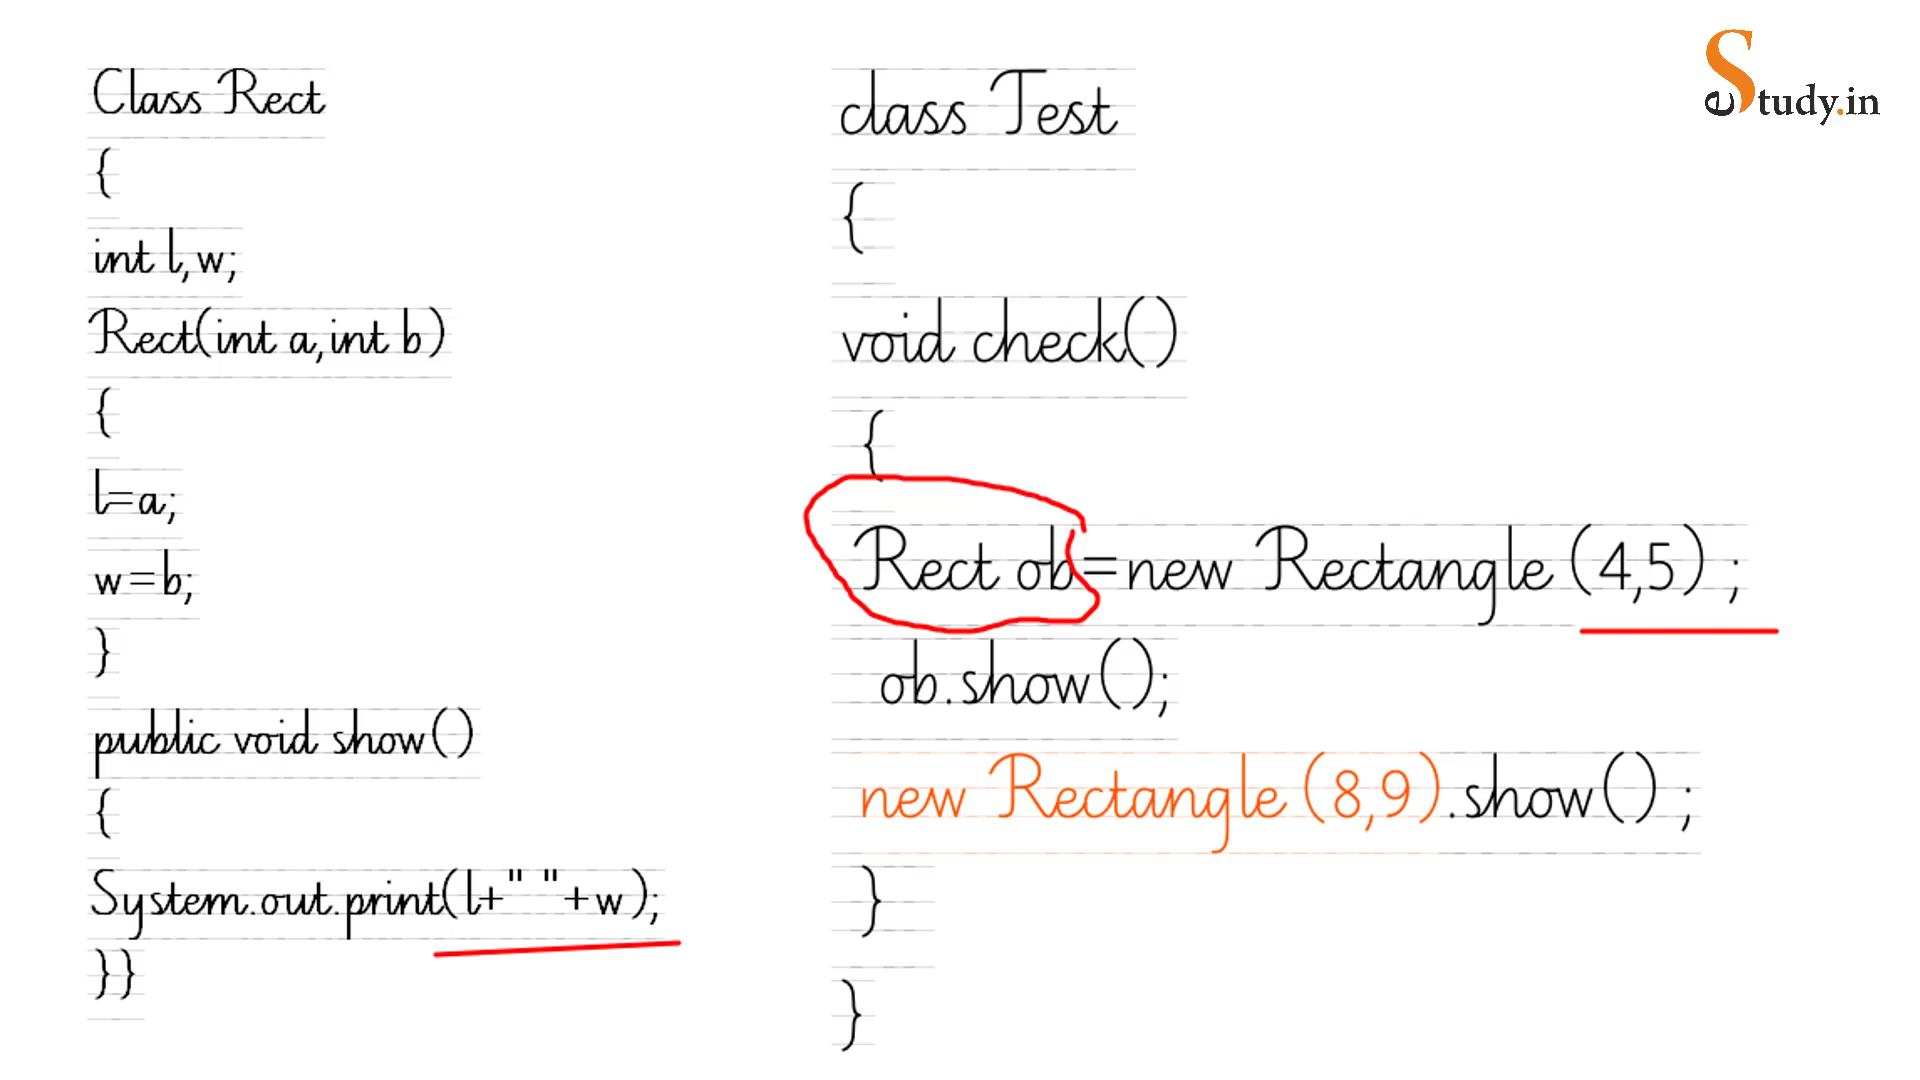 Class Rect
{
int l,w;
Rect(int a,int b)
{
l=a;
w=b;
}
public void show()
{
System.out.print(l+" "+w);
}}
class Test
{
void check()
{
Rect ob=new Rectangle (4,5) ;
ob.show();
new Rectangle (8,9).show() ;
}
}
eStudy.in